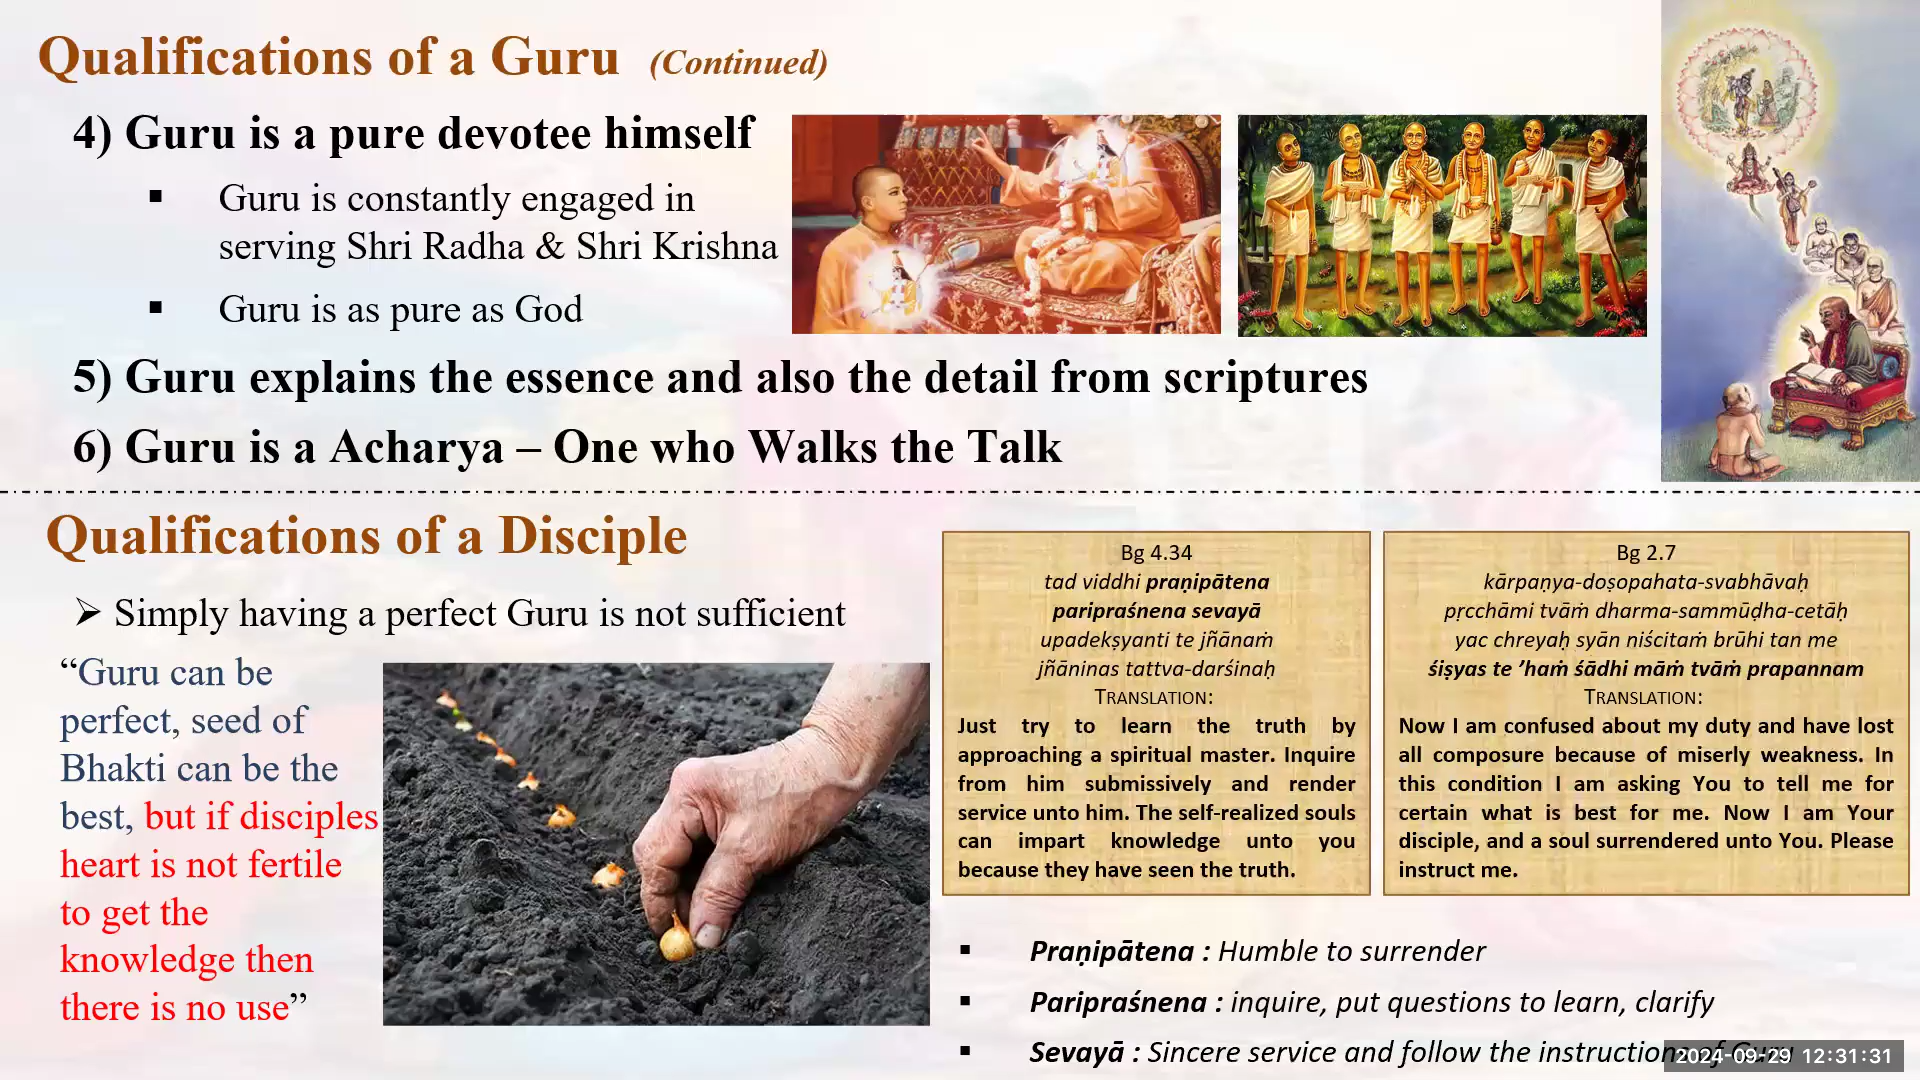 Qualifications of a Guru (Continued)
4) Guru is a pure devotee himself
▪ Guru is constantly engaged in
serving Shri Radha & Shri Krishna
▪ Guru is as pure as God
5) Guru explains the essence and also the detail from scriptures
6) Guru is a Acharya – One who Walks the Talk
Qualifications of a Disciple
➢ Simply having a perfect Guru is not sufficient
“Guru can be
perfect, seed of
Bhakti can be the
best, but if disciples
heart is not fertile
to get the
knowledge then
there is no use”
Bg 4.34
tad viddhi praṇipātena
paripraśnena sevayā
upadekṣyanti te jñānaṁ
jñāninas tattva-darśinaḥ
TRANSLATION:
Just try to learn the truth by
approaching a spiritual master. Inquire
from him submissively and render
service unto him. The self-realized souls
can impart knowledge unto you
because they have seen the truth.
Bg 2.7
kārpaṇya-doṣopahata-svabhāvaḥ
pṛcchāmi tvāṁ dharma-sammūḍha-cetāḥ
yac chreyaḥ syān niścitaṁ brūhi tan me
śiṣyas te ’haṁ śādhi māṁ tvāṁ prapannam
TRANSLATION:
Now I am confused about my duty and have lost
all composure because of miserly weakness. In
this condition I am asking You to tell me for
certain what is best for me. Now I am Your
disciple, and a soul surrendered unto You. Please
instruct me.
▪ Praṇipātena : Humble to surrender
▪ Paripraśnena : inquire, put questions to learn, clarify
▪ Sevayā : Sincere service and follow the instructions of Guru
2024-09-29 12:31:31